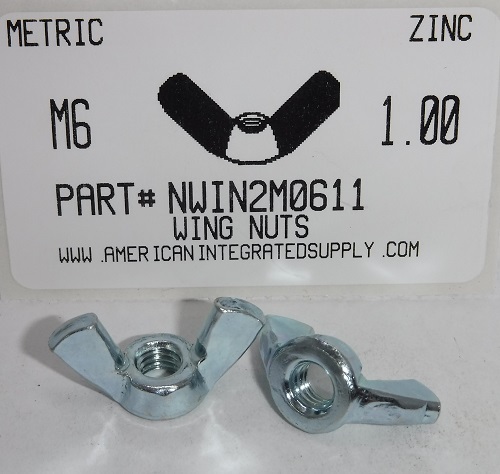 METRIC ZINC
M6 1.00
PART# NWIN2M0611
WING NUTS
WWW.AMERICANINTEGRATEDSUPPLY.COM